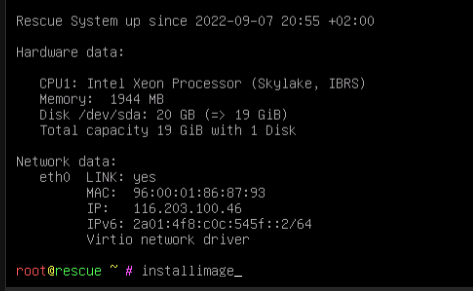 Rescue System up since 2022-09-07 20:55 +02:00
Hardware data:
CPU1: Intel Xeon Processor (Skylake, IBRS)
Memory:  1944 MB
Disk /dev/sda: 20 GB (=> 19 GiB)
Total capacity 19 GiB with 1 Disk
Network data:
eth0  LINK: yes
MAC:  96:00:01:86:87:93
IP:   116.203.100.46
IPv6: 2a01:4f8:c0c:545f::2/64
Virtio network driver
root@rescue ~ # installimage_